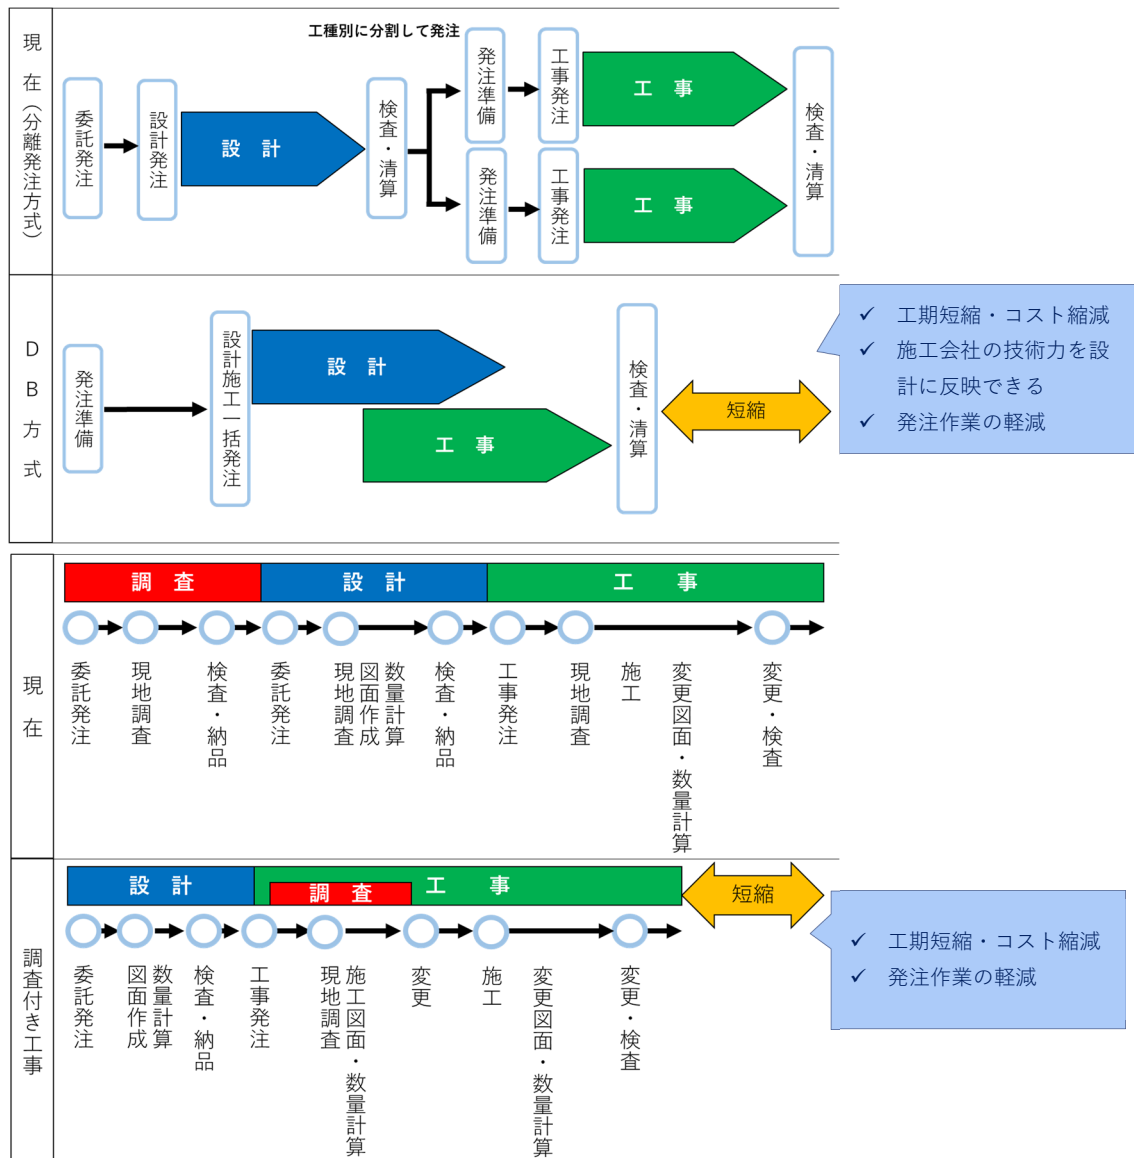 現在(分離発注方式)
工種別に分割して発注
委託発注
設計発注
設計
検査・清算
発注準備
工事発注
工事
発注準備
工事発注
工事
検査・清算
DB方式
発注準備
設計施工一括発注
設計
工事
検査・清算
短縮
✓ 工期短縮・コスト縮減
✓ 施工会社の技術力を設
計に反映できる
✓ 発注作業の軽減
現在
調査
設計
工事
委託発注
現地調査
検査・納品
委託発注
現地調査
図面作成
数量計算
検査・納品
工事発注
現地調査
施工
変更図面・数量計算
変更・検査
調査付き工事
設計
調査
工事
短縮
委託発注
図面作成
数量計算
検査・納品
工事発注
現地調査
施工図面・数量計算
変更
施工
変更図面・数量計算
変更・検査
✓ 工期短縮・コスト縮減
✓ 発注作業の軽減